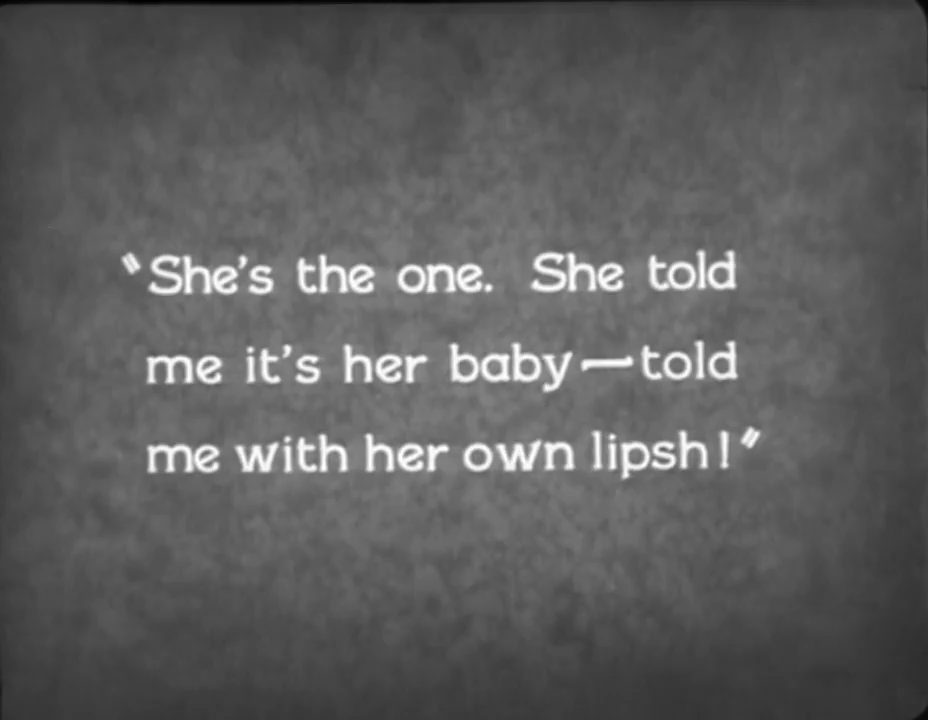 "She's the one. She told
me it's her baby—told
me with her own lipsh!"